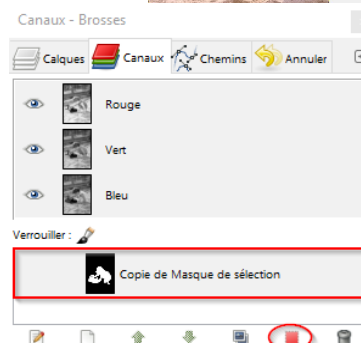 Canaux - Brosses
Calques Canaux Chemins Annuler
Rouge
Vert
Bleu
Verrouiller :
Copie de Masque de sélection